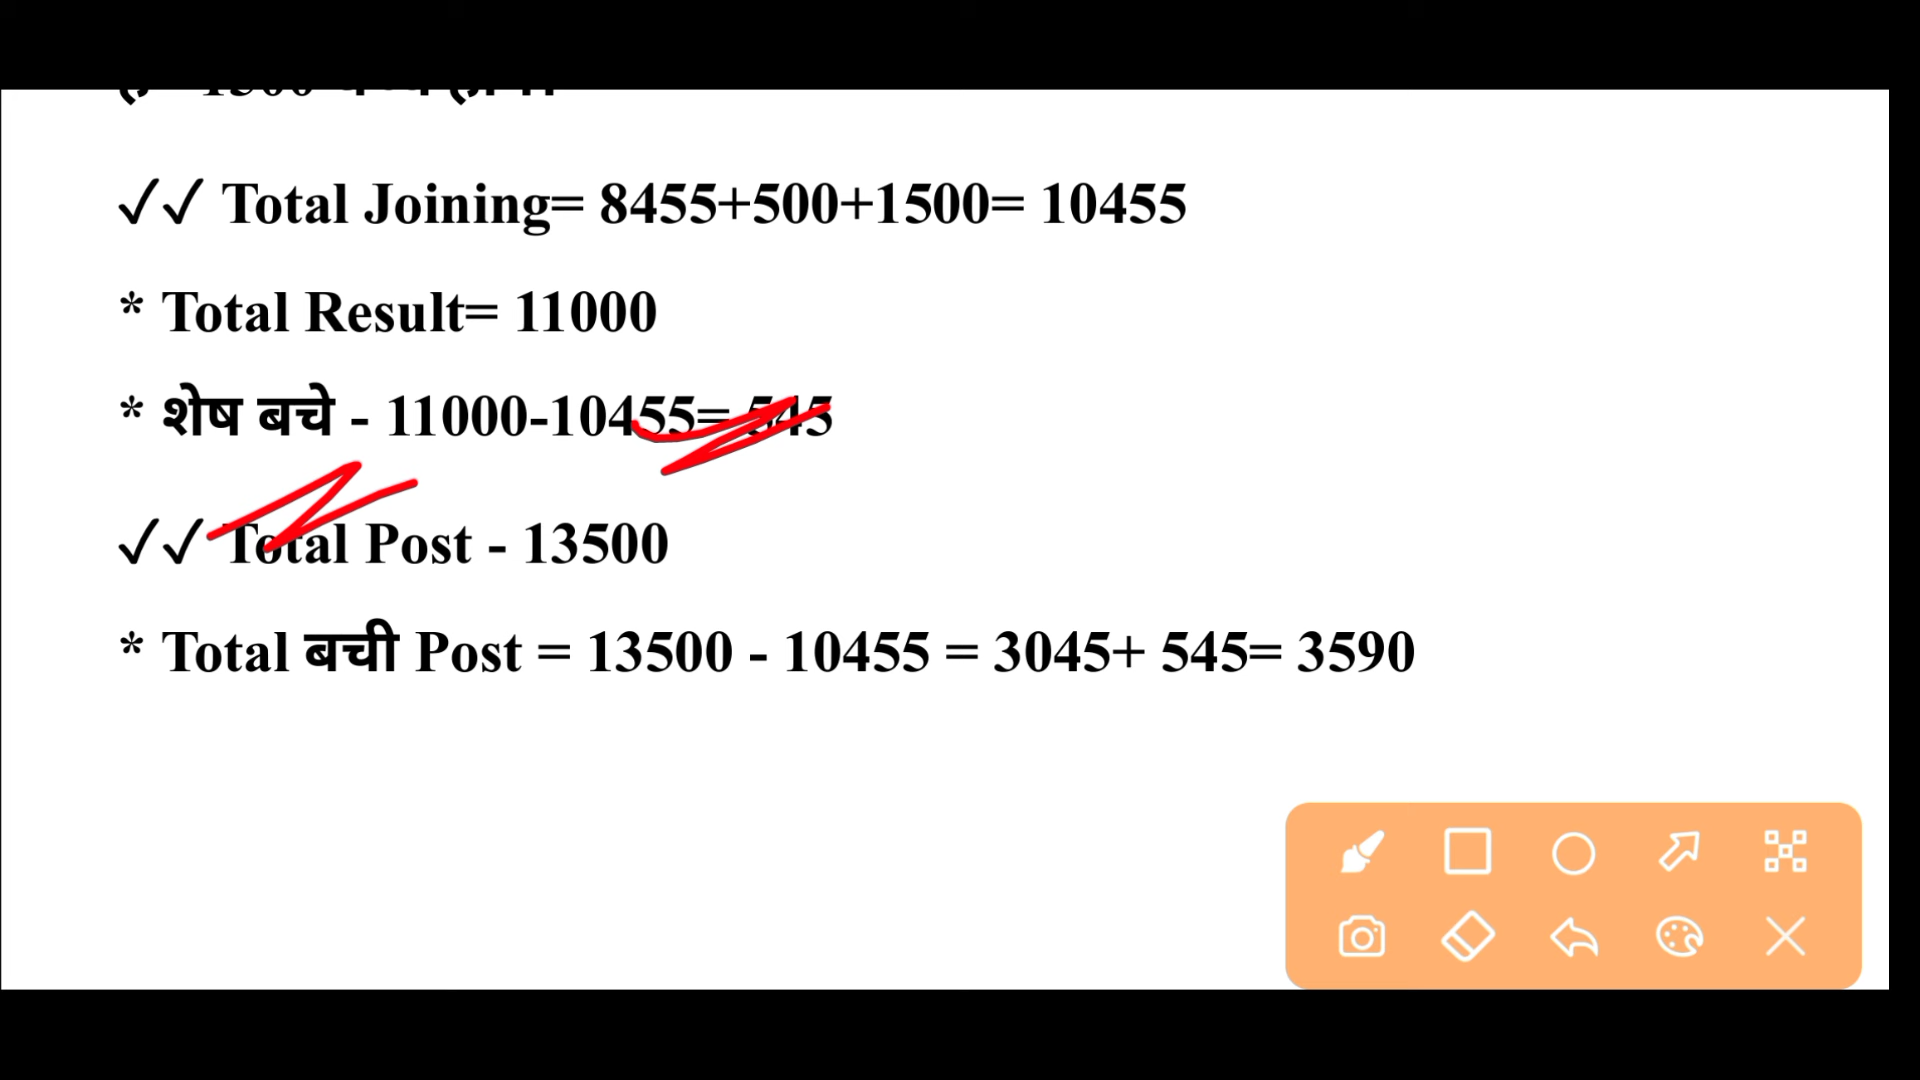 ✓✓ Total Joining= 8455+500+1500= 10455
* Total Result= 11000
* शेष बचे - 11000-10455= 545
✓✓ Total Post - 13500
* Total बची Post = 13500 - 10455 = 3045+ 545= 3590